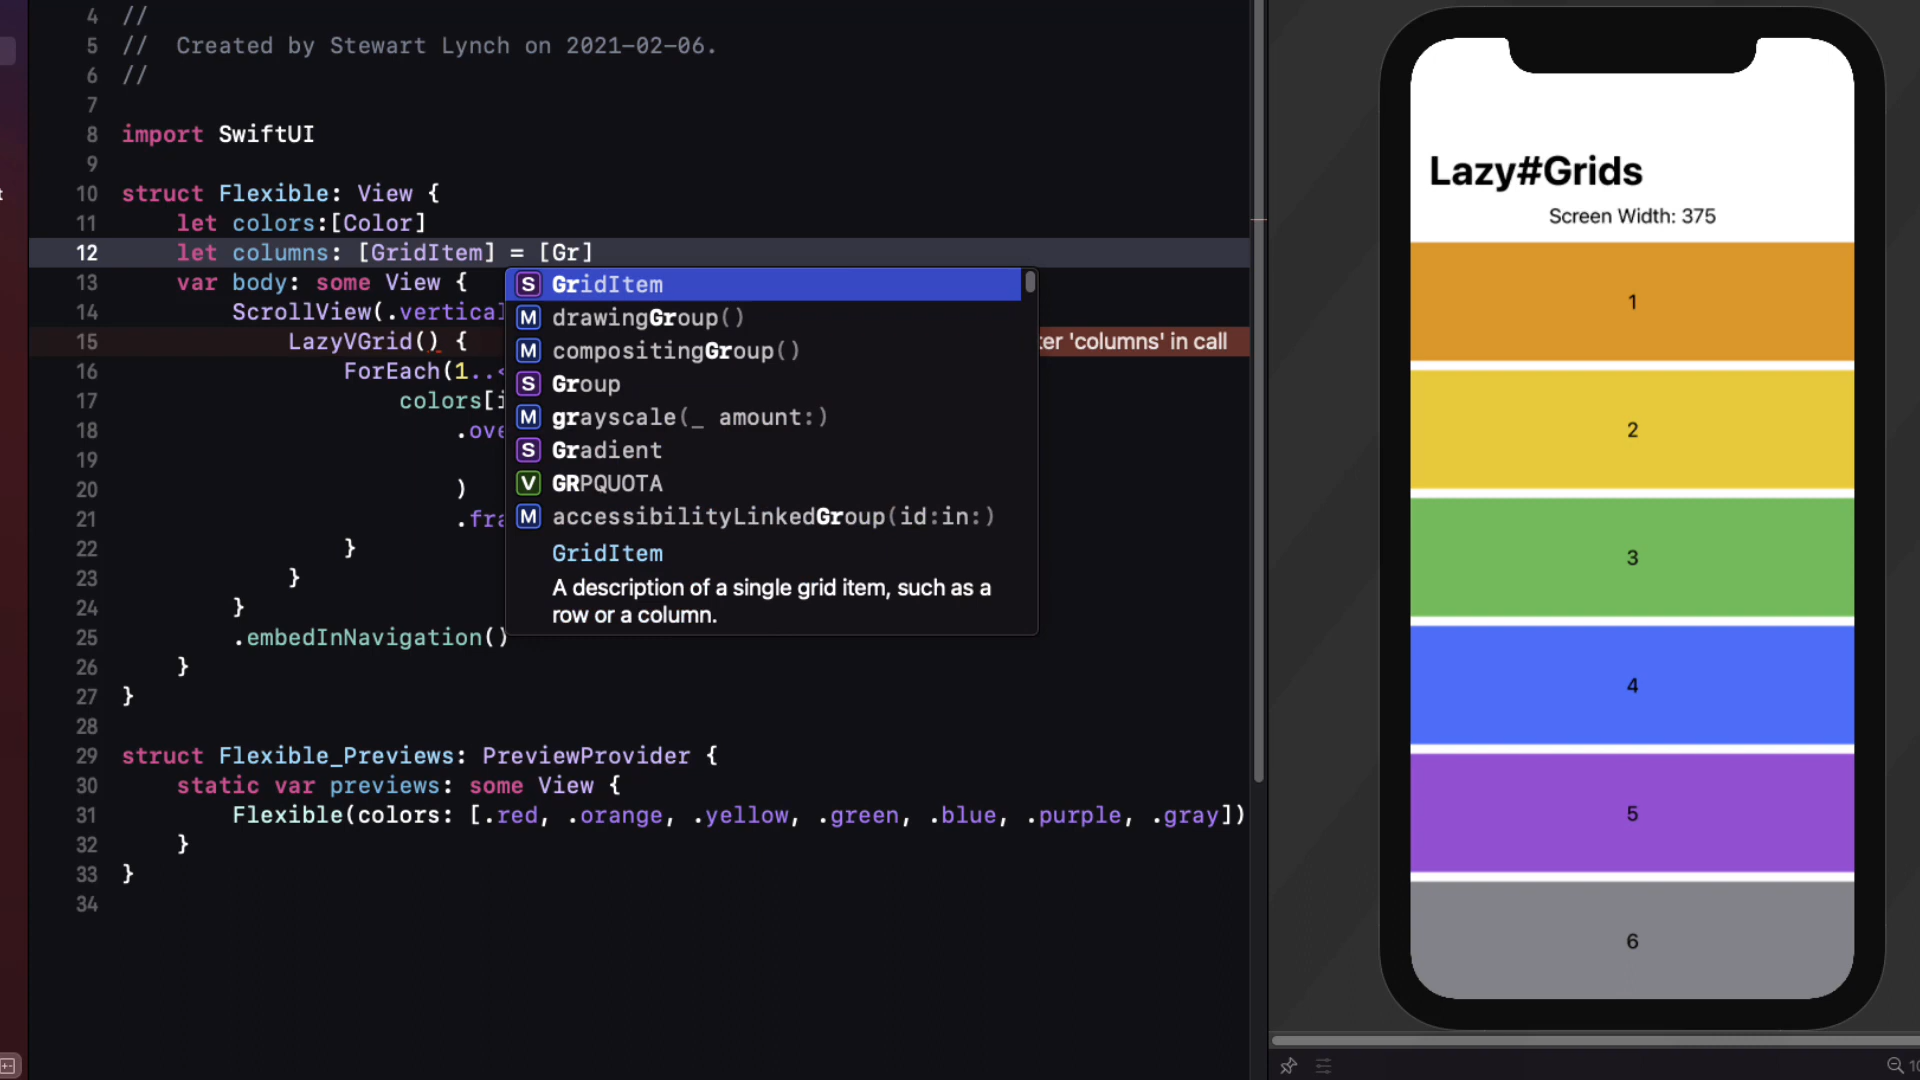 4 //
5 // Created by Stewart Lynch on 2021-02-06.
6 //
7
8 import SwiftUI
9
10 struct Flexible: View {
11 let colors:[Color]
12 let columns: [GridItem] = [Gr]
13 var body: some View {
14 ScrollView(.vertical
15 LazyVGrid() {
'columns' in call
16 ForEach(1..<
17 colors[i
18 .ove
19
20 )
21 .fra
22 }
23 }
24 }
25 .embedInNavigation()
26 }
27 }
28
29 struct Flexible_Previews: PreviewProvider {
30 static var previews: some View {
31 Flexible(colors: [.red, .orange, .yellow, .green, .blue, .purple, .gray])
32 }
33 }
34
S GridItem
M drawingGroup()
M compositingGroup()
S Group
M grayscale(_ amount:)
S Gradient
V GRPQUOTA
M accessibilityLinkedGroup(id:in:)
GridItem
A description of a single grid item, such as a
row or a column.
Lazy#Grids
Screen Width: 375
1
2
3
4
5
6